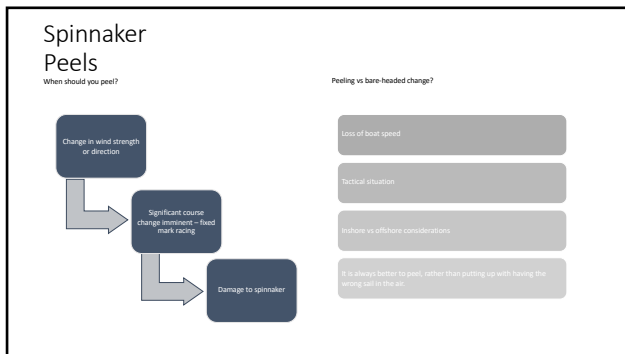 Spinnaker
Peels
When should you peel?
Change in wind strength
or direction
Significant course
change imminent – fixed
mark racing
Damage to spinnaker
Peeling vs bare-headed change?
Loss of boat speed
Tactical situation
Inshore vs offshore considerations
It is always better to peel, rather than putting up with having the
wrong sail in the air.